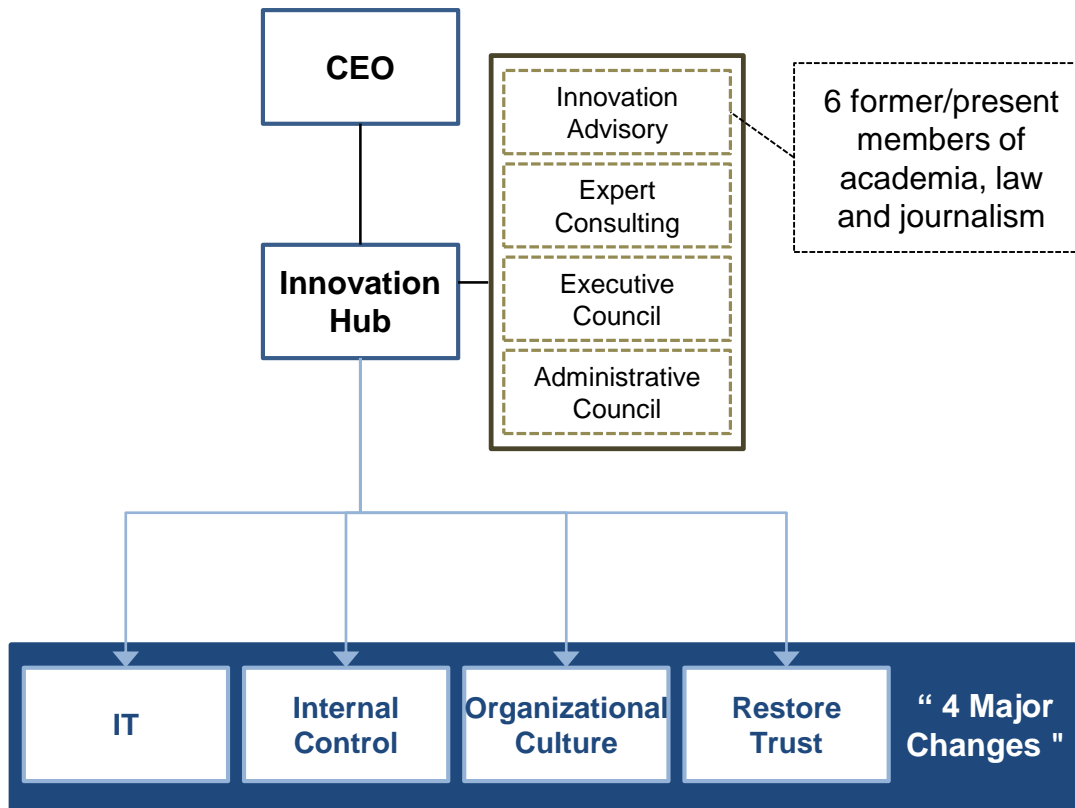 CEO
Innovation
Advisory
6 former/present
members of
academia, law
and journalism
Expert
Consulting
Innovation
Hub
Executive
Council
Administrative
Council
IT
Internal
Control
Organizational
Culture
Restore
Trust
“ 4 Major
Changes "